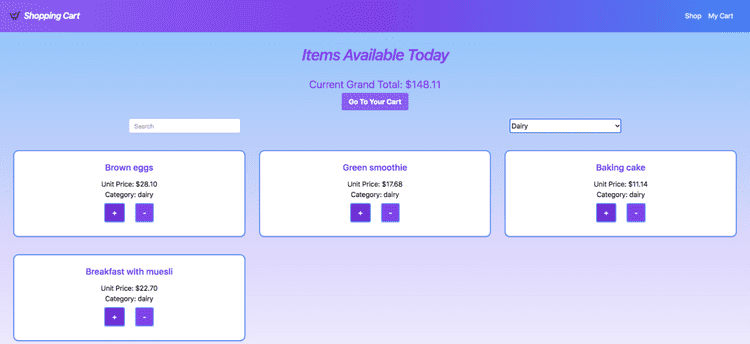 Shopping Cart
Shop My Cart
Items Available Today
Current Grand Total: $148.11
Go To Your Cart
Search
Dairy
Brown eggs
Unit Price: $28.10
Category: dairy
+ -
Green smoothie
Unit Price: $17.68
Category: dairy
+ -
Baking cake
Unit Price: $11.14
Category: dairy
+ -
Breakfast with muesli
Unit Price: $22.70
Category: dairy
+ -